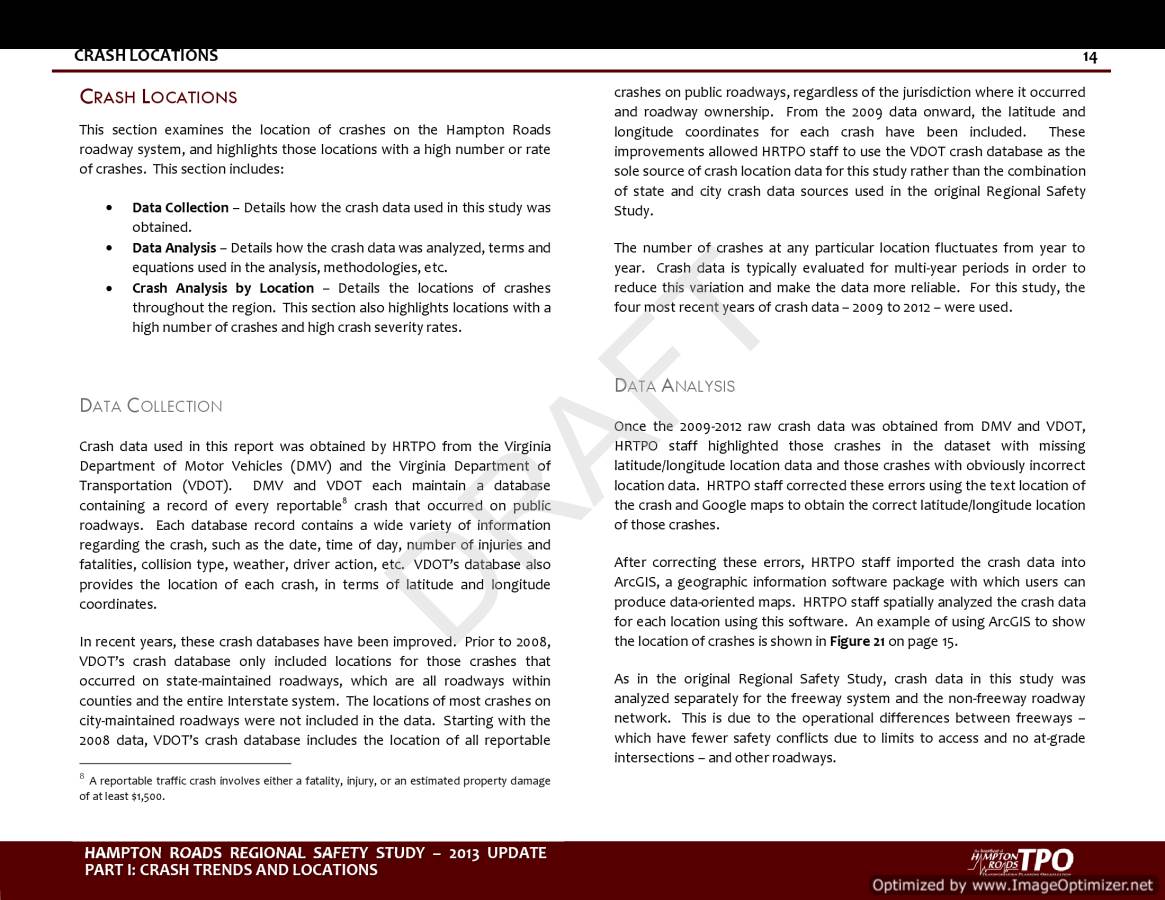 CRASH LOCATIONS
14
CRASH LOCATIONS
This section examines the location of crashes on the Hampton Roads
roadway system, and highlights those locations with a high number or rate
of crashes. This section includes:
• Data Collection – Details how the crash data used in this study was
obtained.
• Data Analysis – Details how the crash data was analyzed, terms and
equations used in the analysis, methodologies, etc.
• Crash Analysis by Location – Details the locations of crashes
throughout the region. This section also highlights locations with a
high number of crashes and high crash severity rates.
DATA COLLECTION
Crash data used in this report was obtained by HRTPO from the Virginia
Department of Motor Vehicles (DMV) and the Virginia Department of
Transportation (VDOT). DMV and VDOT each maintain a database
containing a record of every reportable⁸ crash that occurred on public
roadways. Each database record contains a wide variety of information
regarding the crash, such as the date, time of day, number of injuries and
fatalities, collision type, weather, driver action, etc. VDOT's database also
provides the location of each crash, in terms of latitude and longitude
coordinates.
In recent years, these crash databases have been improved. Prior to 2008,
VDOT's crash database only included locations for those crashes that
occurred on state-maintained roadways, which are all roadways within
counties and the entire Interstate system. The locations of most crashes on
city-maintained roadways were not included in the data. Starting with the
2008 data, VDOT's crash database includes the location of all reportable
⁸ A reportable traffic crash involves either a fatality, injury, or an estimated property damage
of at least $1,500.
crashes on public roadways, regardless of the jurisdiction where it occurred
and roadway ownership. From the 2009 data onward, the latitude and
longitude coordinates for each crash have been included. These
improvements allowed HRTPO staff to use the VDOT crash database as the
sole source of crash location data for this study rather than the combination
of state and city crash data sources used in the original Regional Safety
Study.
The number of crashes at any particular location fluctuates from year to
year. Crash data is typically evaluated for multi-year periods in order to
reduce this variation and make the data more reliable. For this study, the
four most recent years of crash data – 2009 to 2012 – were used.
DATA ANALYSIS
Once the 2009-2012 raw crash data was obtained from DMV and VDOT,
HRTPO staff highlighted those crashes in the dataset with missing
latitude/longitude location data and those crashes with obviously incorrect
location data. HRTPO staff corrected these errors using the text location of
the crash and Google maps to obtain the correct latitude/longitude location
of those crashes.
After correcting these errors, HRTPO staff imported the crash data into
ArcGIS, a geographic information software package with which users can
produce data-oriented maps. HRTPO staff spatially analyzed the crash data
for each location using this software. An example of using ArcGIS to show
the location of crashes is shown in Figure 21 on page 15.
As in the original Regional Safety Study, crash data in this study was
analyzed separately for the freeway system and the non-freeway roadway
network. This is due to the operational differences between freeways –
which have fewer safety conflicts due to limits to access and no at-grade
intersections – and other roadways.
DRAFT
HAMPTON ROADS REGIONAL SAFETY STUDY – 2013 UPDATE
PART I: CRASH TRENDS AND LOCATIONS
HAMPTON
ROADS
TPO
Optimized by www.ImageOptimizer.net